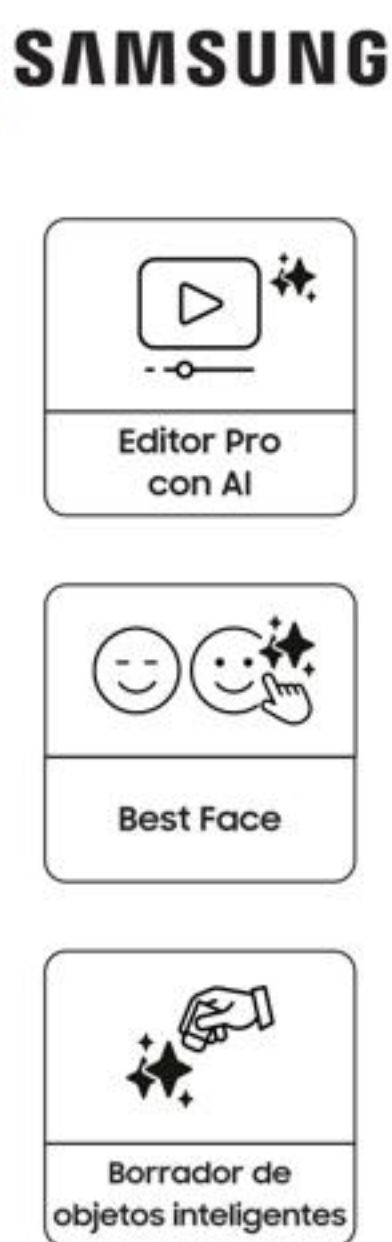 SAMSUNG
Editor Pro
con AI
Best Face
Borrador de
objetos inteligentes